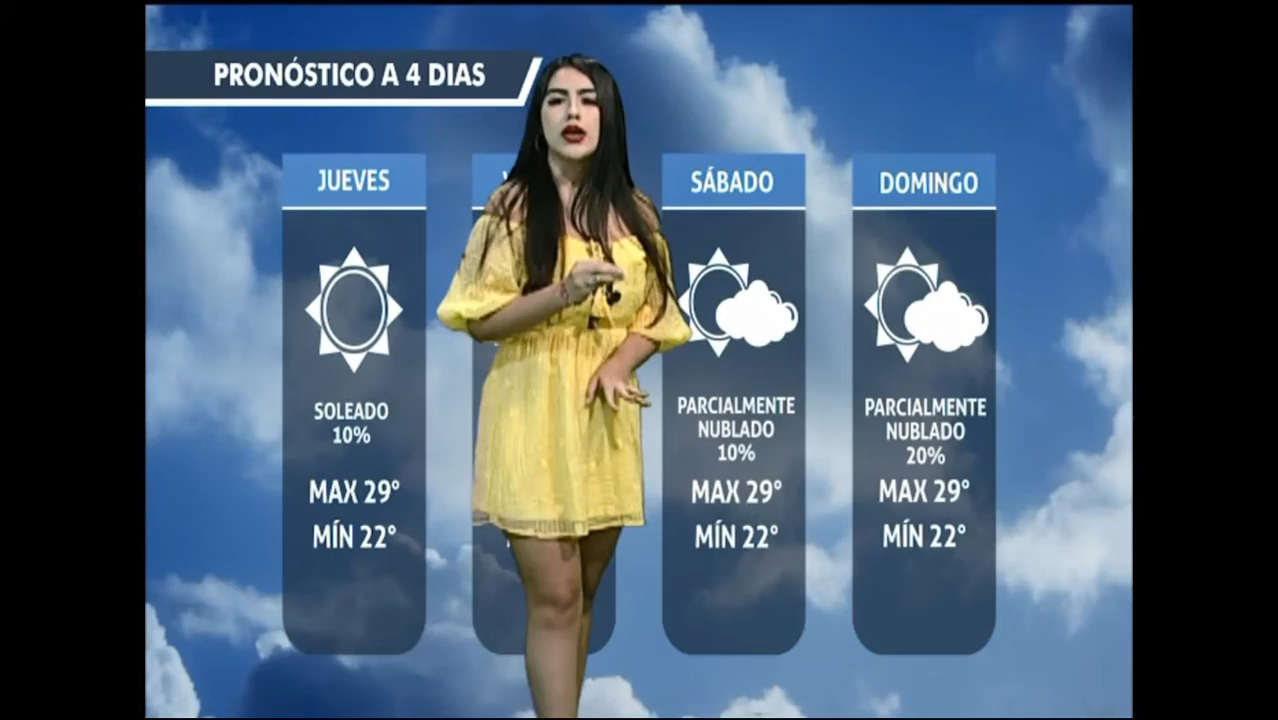 PRONÓSTICO A 4 DIAS
JUEVES
SOLEADO
10%
MAX 29°
MÍN 22°
SÁBADO
PARCIALMENTE
NUBLADO
10%
MAX 29°
MÍN 22°
DOMINGO
PARCIALMENTE
NUBLADO
20%
MAX 29°
MÍN 22°